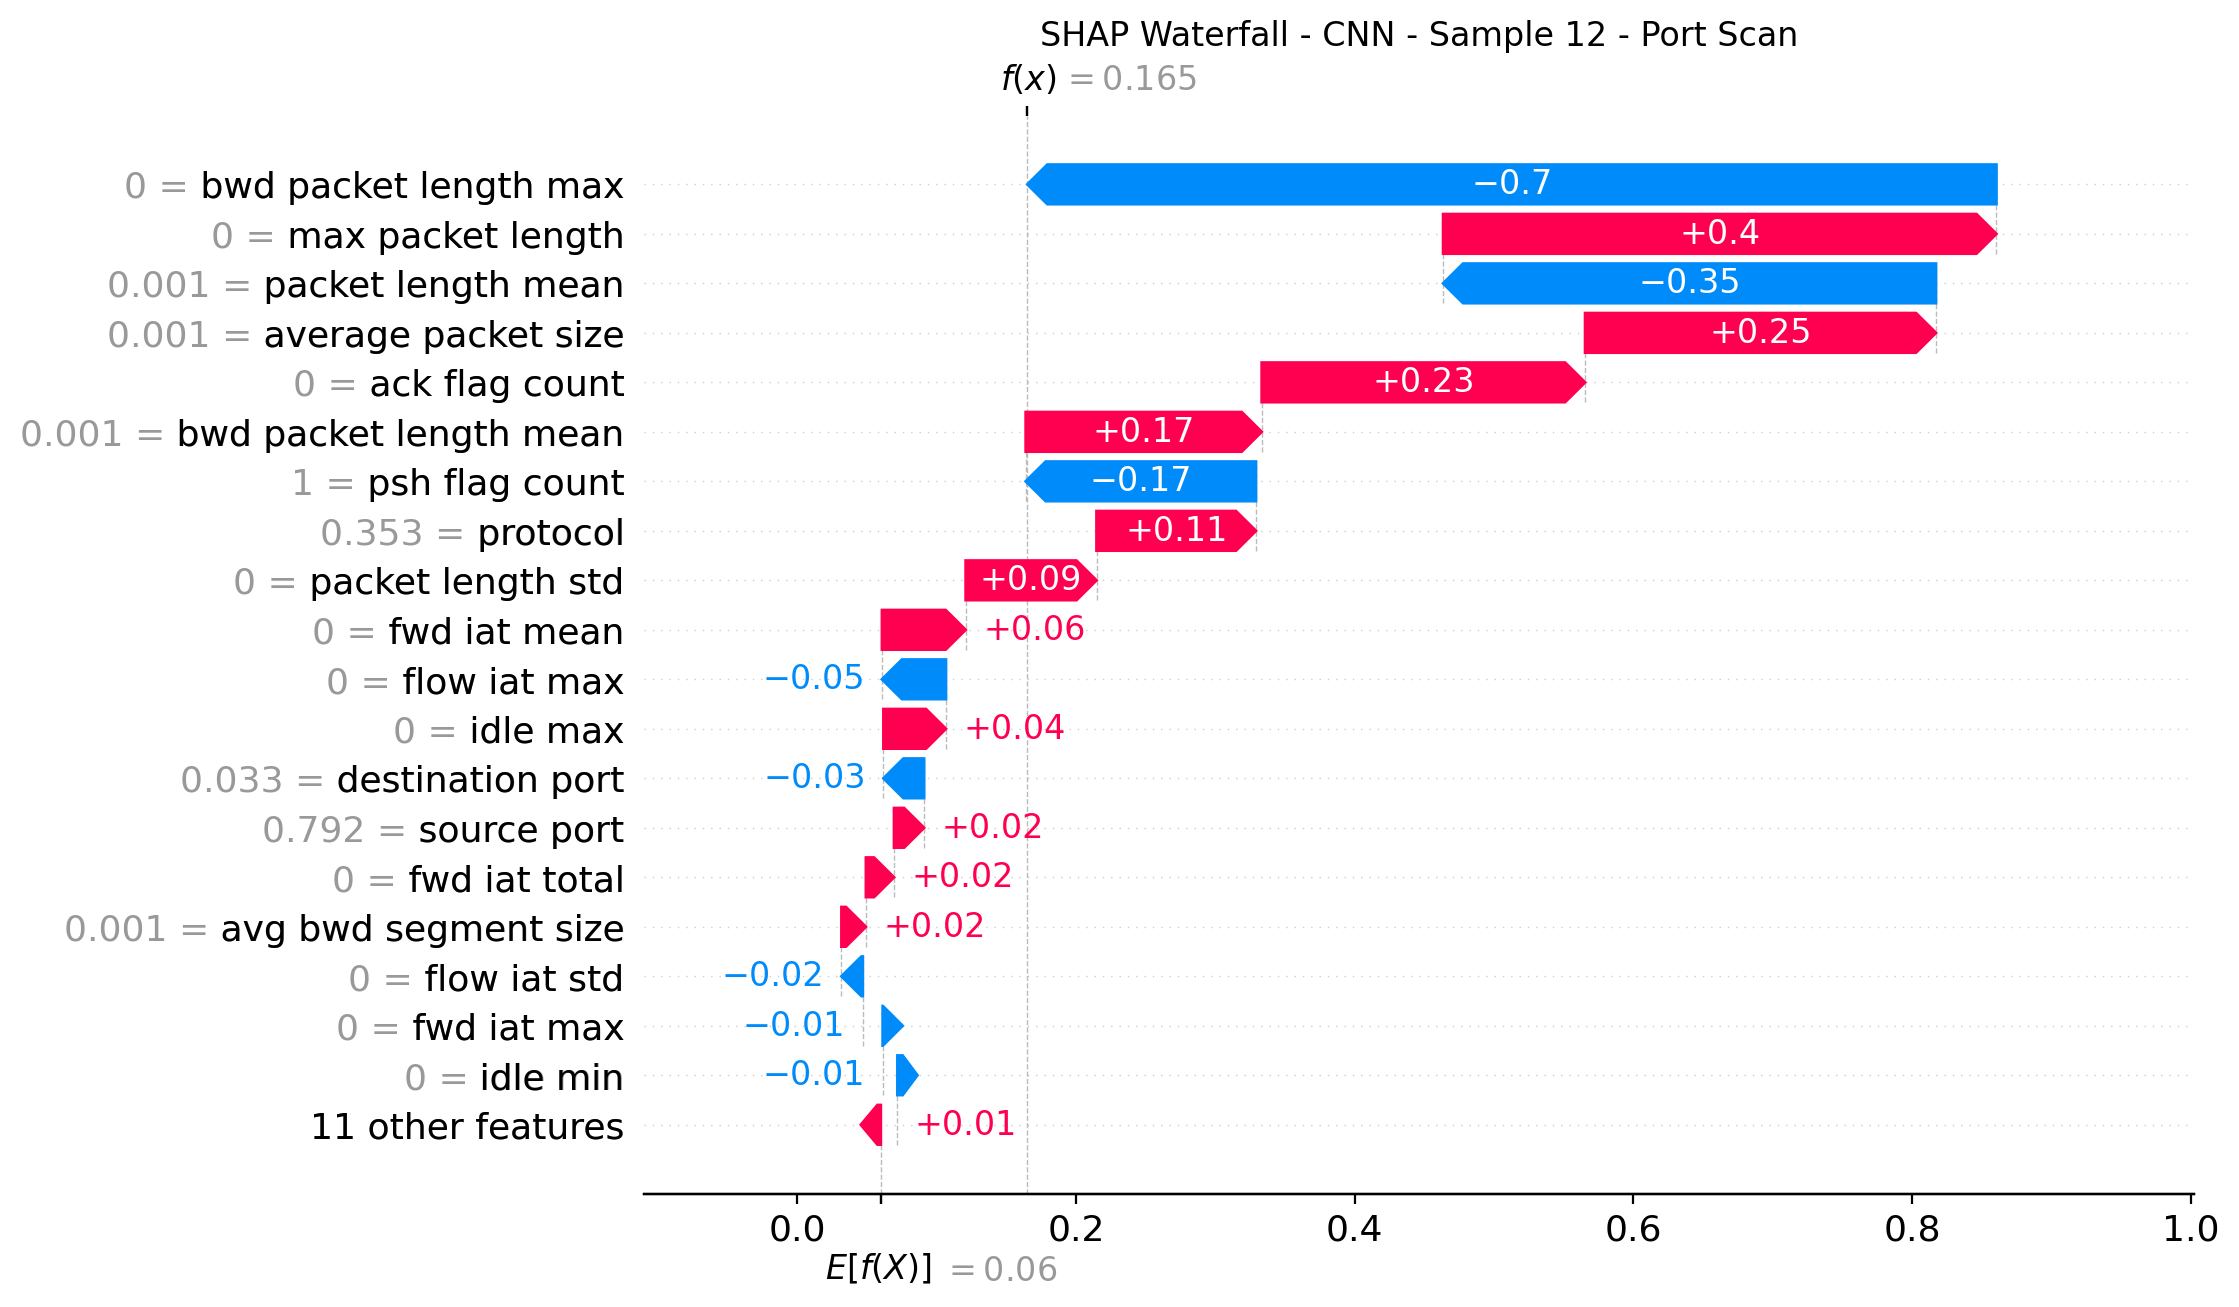 SHAP Waterfall - CNN - Sample 12 - Port Scan
f(x) = 0.165
0 = bwd packet length max −0.7
0 = max packet length +0.4
0.001 = packet length mean −0.35
0.001 = average packet size +0.25
0 = ack flag count +0.23
0.001 = bwd packet length mean +0.17
1 = psh flag count −0.17
0.353 = protocol +0.11
0 = packet length std +0.09
0 = fwd iat mean +0.06
0 = flow iat max −0.05
0 = idle max +0.04
0.033 = destination port −0.03
0.792 = source port +0.02
0 = fwd iat total +0.02
0.001 = avg bwd segment size +0.02
0 = flow iat std −0.02
0 = fwd iat max −0.01
0 = idle min −0.01
11 other features +0.01
0.0 0.2 0.4 0.6 0.8 1.0
E[f(X)] = 0.06